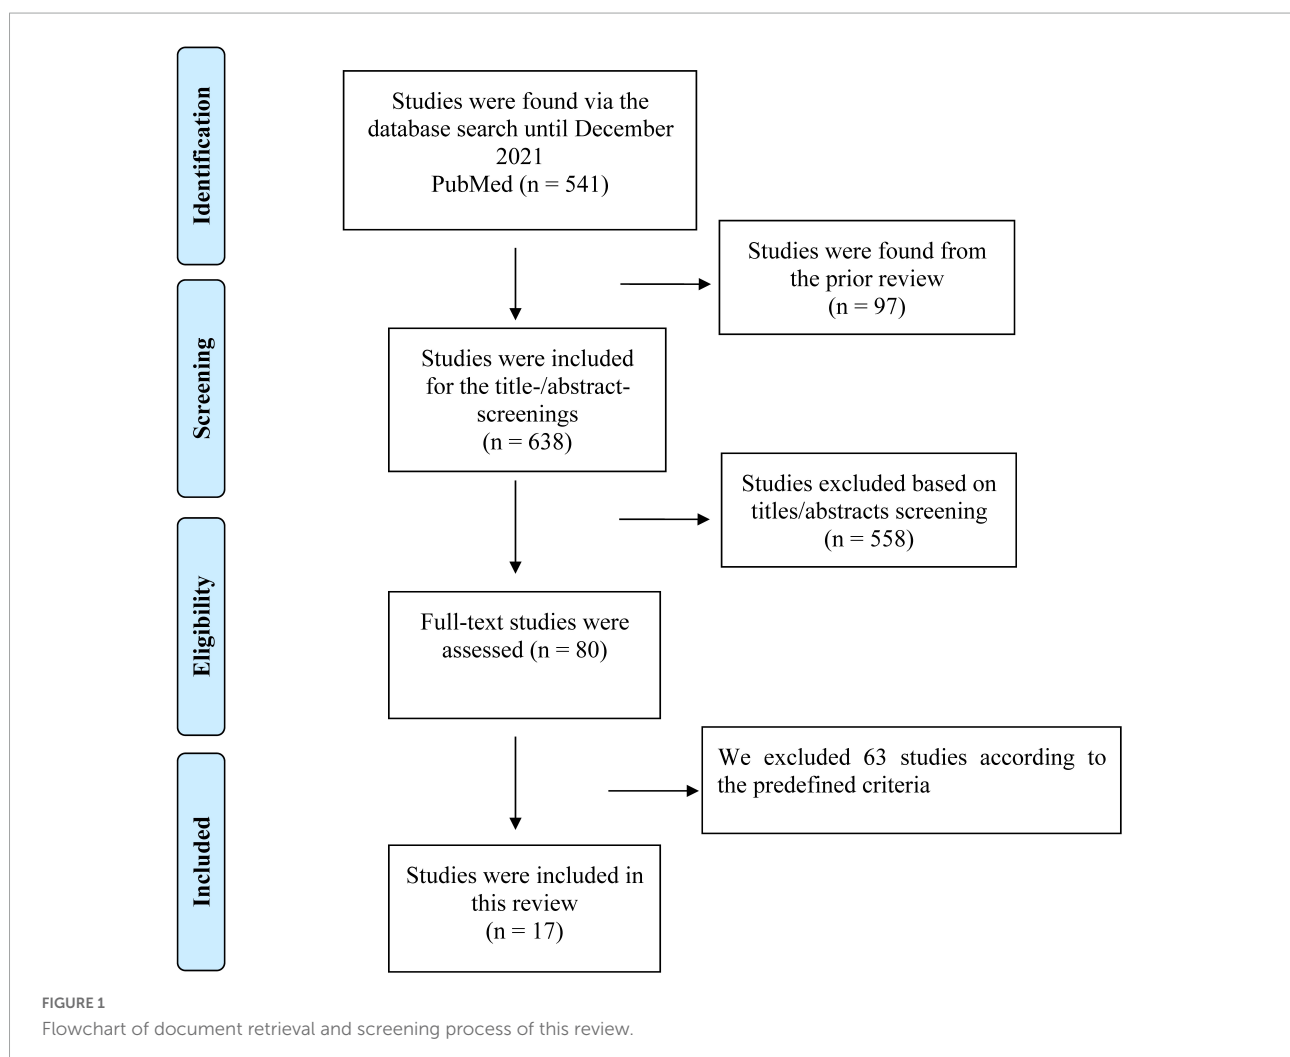 Identification
Studies were found via the
database search until December
2021
PubMed (n = 541)
Studies were found from
the prior review
(n = 97)
Screening
Studies were included
for the title-/abstract-
screenings
(n = 638)
Studies excluded based on
titles/abstracts screening
(n = 558)
Eligibility
Full-text studies were
assessed (n = 80)
We excluded 63 studies according to
the predefined criteria
Included
Studies were included in
this review
(n = 17)
FIGURE 1
Flowchart of document retrieval and screening process of this review.